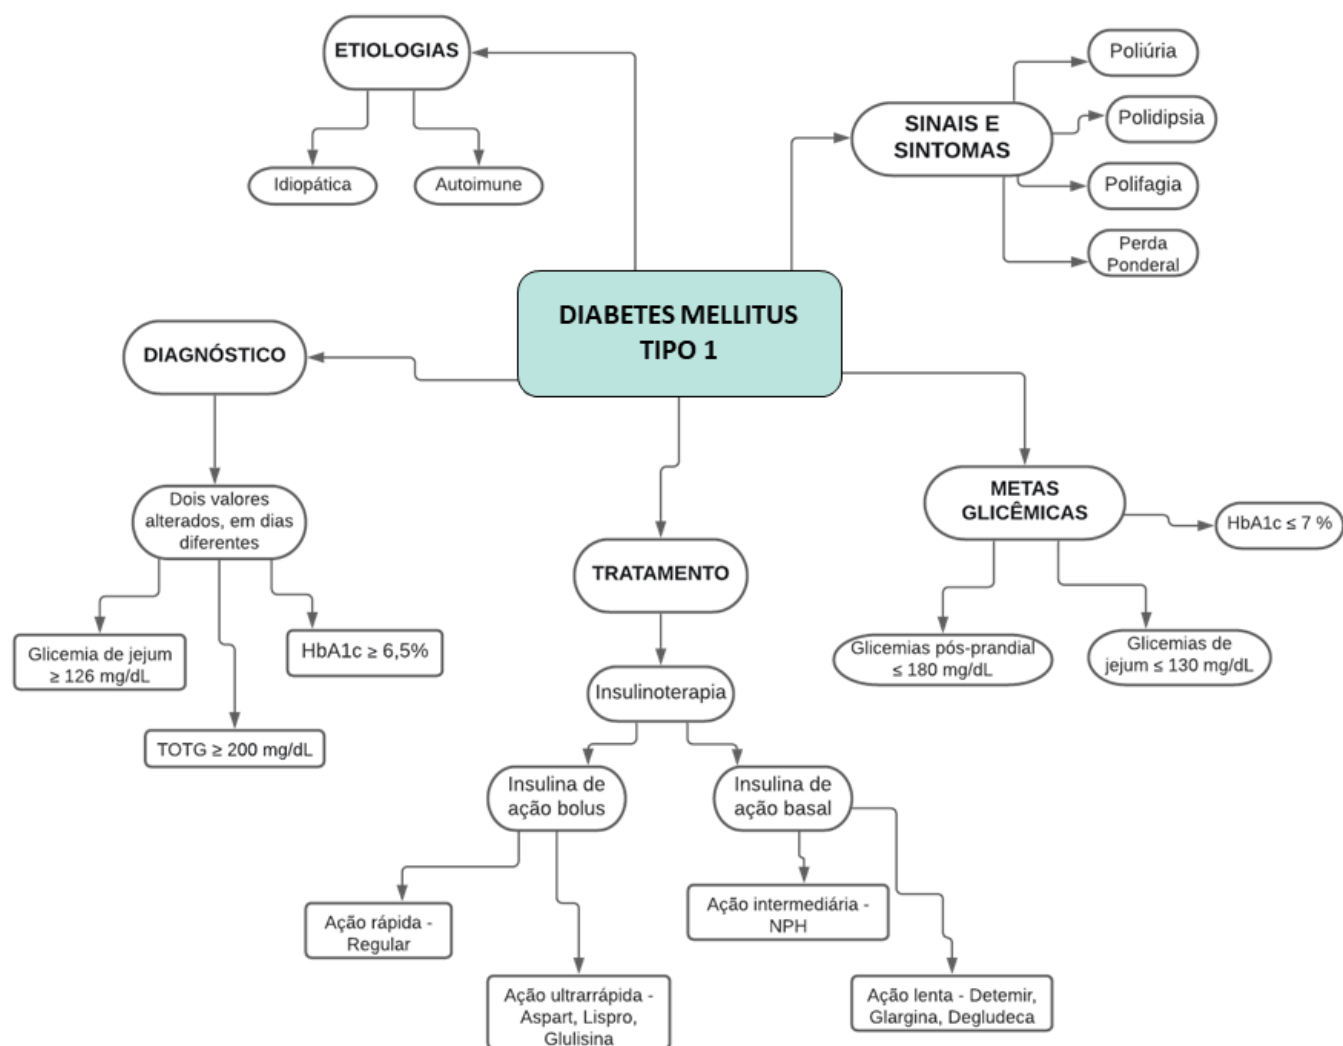 ETIOLOGIAS
Idiopática
Autoimune
SINAIS E
SINTOMAS
Poliúria
Polidipsia
Polifagia
Perda
Ponderal
DIABETES MELLITUS
TIPO 1
DIAGNÓSTICO
Dois valores
alterados, em dias
diferentes
Glicemia de jejum
≥ 126 mg/dL
TOTG ≥ 200 mg/dL
HbA1c ≥ 6,5%
TRATAMENTO
Insulinoterapia
Insulina de
ação bolus
Ação rápida -
Regular
Ação ultrarrápida -
Aspart, Lispro,
Glulisina
Insulina de
ação basal
Ação intermediária -
NPH
Ação lenta - Detemir,
Glargina, Degludeca
METAS
GLICÊMICAS
HbA1c ≤ 7 %
Glicemias pós-prandial
≤ 180 mg/dL
Glicemias de
jejum ≤ 130 mg/dL